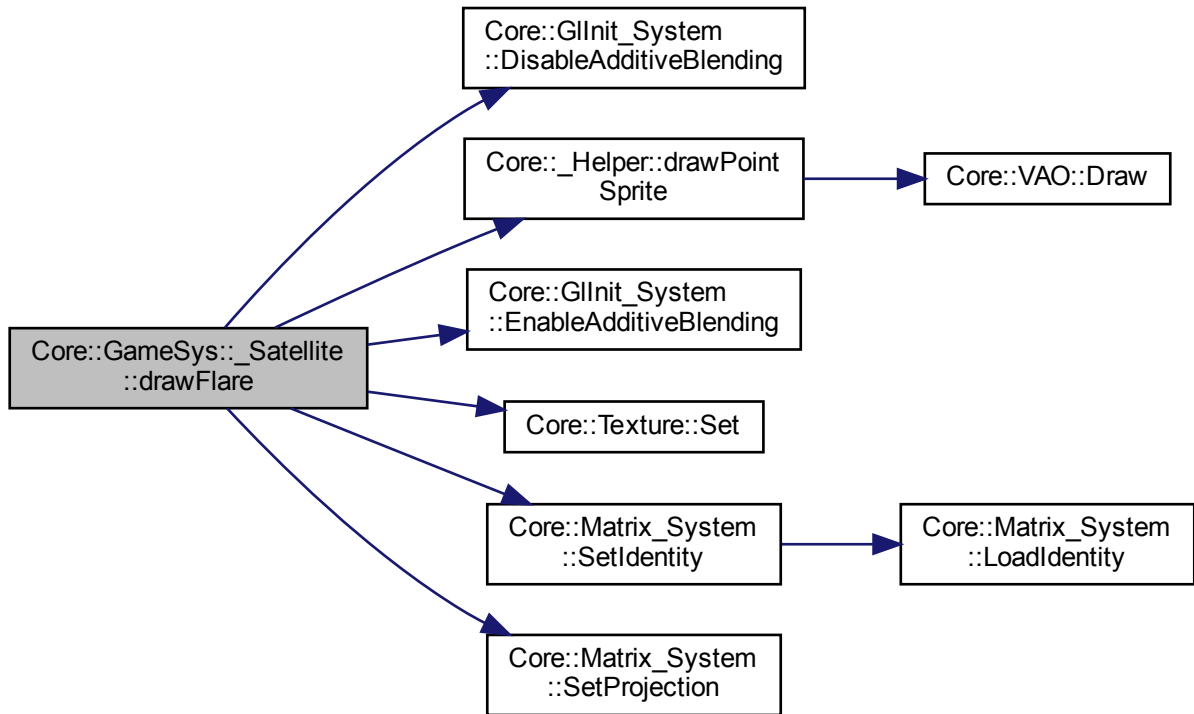 Core::GlInit_System
::DisableAdditiveBlending
Core::_Helper::drawPoint
Sprite
Core::VAO::Draw
Core::GlInit_System
::EnableAdditiveBlending
Core::GameSys::_Satellite
::drawFlare
Core::Texture::Set
Core::Matrix_System
::SetIdentity
Core::Matrix_System
::LoadIdentity
Core::Matrix_System
::SetProjection